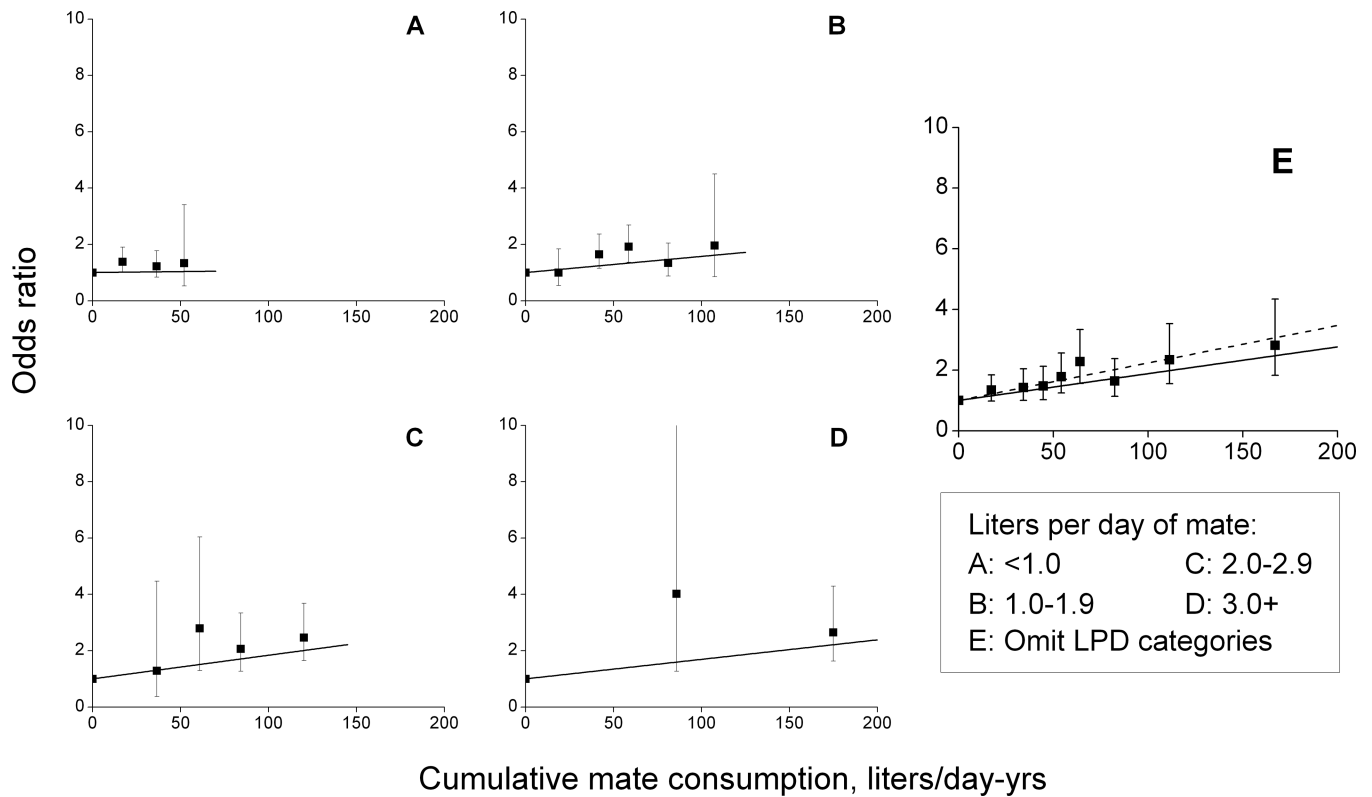 A
10
8
6
4
2
0
0 50 100 150 200
B
10
8
6
4
2
0
0 50 100 150 200
Odds ratio
C
10
8
6
4
2
0
0 50 100 150 200
D
10
8
6
4
2
0
0 50 100 150 200
E
10
8
6
4
2
0
0 50 100 150 200
Liters per day of mate:
A: <1.0 C: 2.0-2.9
B: 1.0-1.9 D: 3.0+
E: Omit LPD categories
Cumulative mate consumption, liters/day-yrs